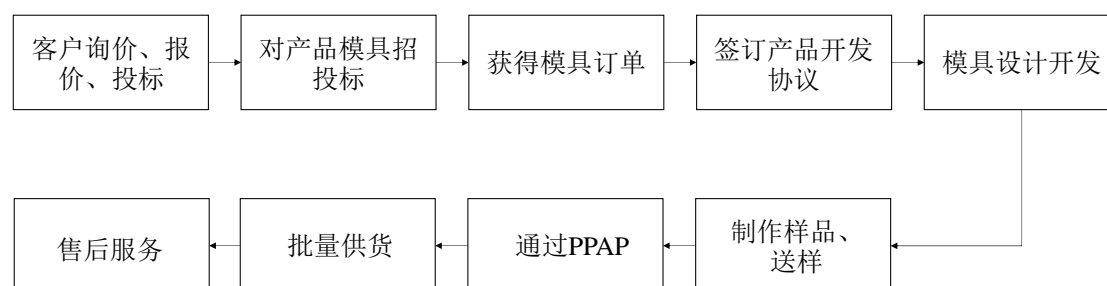 客户询价、报
价、投标
对产品模具招
投标
获得模具订单
签订产品开发
协议
模具设计开发
售后服务
批量供货
通过PPAP
制作样品、
送样